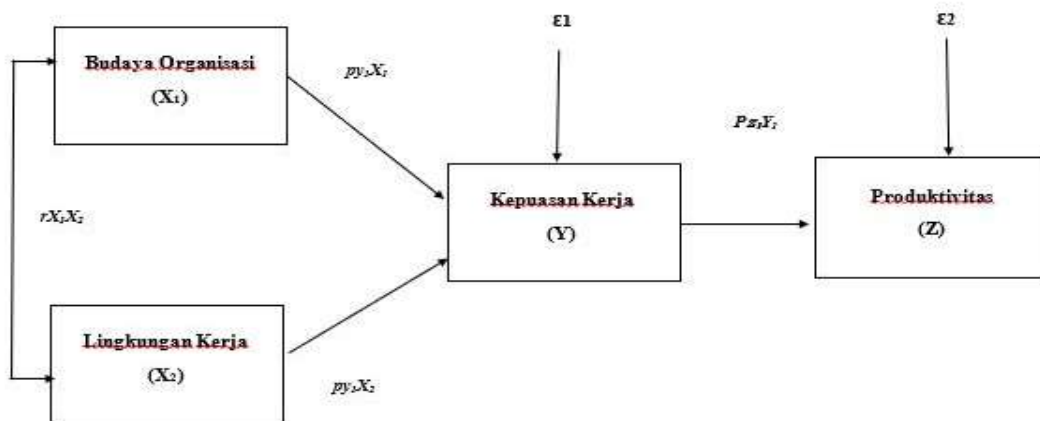 ε1
ε2
Budaya Organisasi
(X₁)
py₁X₁
Pz₁Y₁
Kepuasan Kerja
(Y)
Produktivitas
(Z)
rX₁X₂
Lingkungan Kerja
(X₂)
py₁X₂